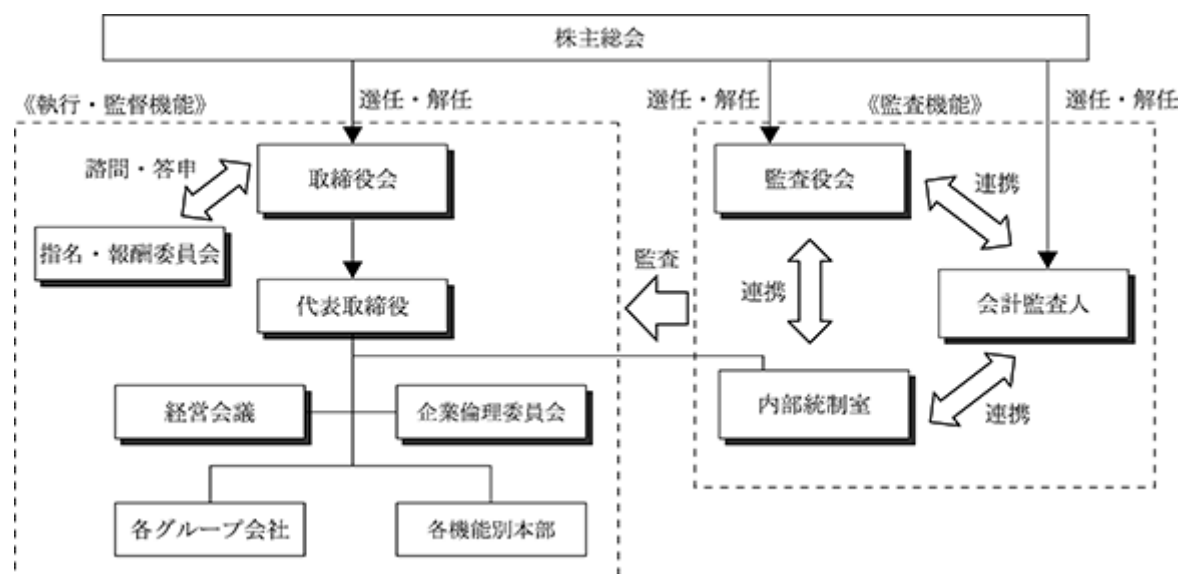 株主総会
《執行・監督機能》
選任・解任
選任・解任
《監査機能》
選任・解任
諮問・答申
取締役会
監査役会
連携
指名・報酬委員会
監査
連携
代表取締役
会計監査人
経営会議
企業倫理委員会
内部統制室
連携
各グループ会社
各機能別本部